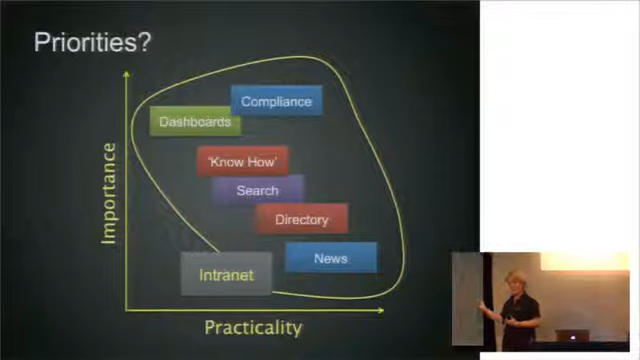 Priorities?
Compliance
Dashboards
'Know How'
Search
Directory
News
Intranet
Importance
Practicality